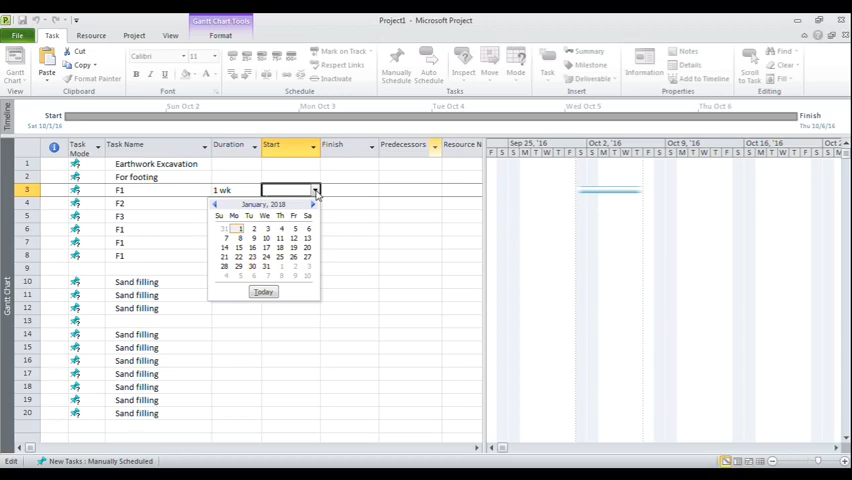 Gantt Chart Tools
Project1 - Microsoft Project
File Task Resource Project View Format
Gantt Chart
View
Paste
Cut
Copy
Format Painter
Clipboard
Calibri 11
B I U
Font
Mark on Track
Respect Links
Inactivate
Schedule
Manually Schedule
Auto Schedule
Inspect
Move
Mode
Tasks
Task
Summary
Milestone
Deliverable
Insert
Information
Notes
Details
Add to Timeline
Properties
Scroll to Task
Find
Clear
Fill
Editing
Timeline
Sun Oct 2 Mon Oct 3 Tue Oct 4 Wed Oct 5 Thu Oct 6
Start
Sat 10/1/16
Finish
Thu 10/6/16
Task Mode Task Name Duration Start Finish Predecessors Resource N
Sep 25, '16 Oct 2, '16 Oct 9, '16 Oct 16, '16 Oct 2
F S S M T W T F S S M T W T F S S M T W T F S S M T W T F S
1 Earthwork Excavation
2 For footing
3 F1 1 wk
4 F2
5 F3
6 F1
7 F1
8 F1
9
10 Sand filling
11 Sand filling
12 Sand filling
13
14 Sand filling
15 Sand filling
16 Sand filling
17 Sand filling
18 Sand filling
19 Sand filling
20 Sand filling
January, 2018
Su Mo Tu We Th Fr Sa
31 1 2 3 4 5 6
7 8 9 10 11 12 13
14 15 16 17 18 19 20
21 22 23 24 25 26 27
28 29 30 31 1 2 3
4 5 6 7 8 9 10
Today
Gantt Chart
Edit New Tasks : Manually Scheduled